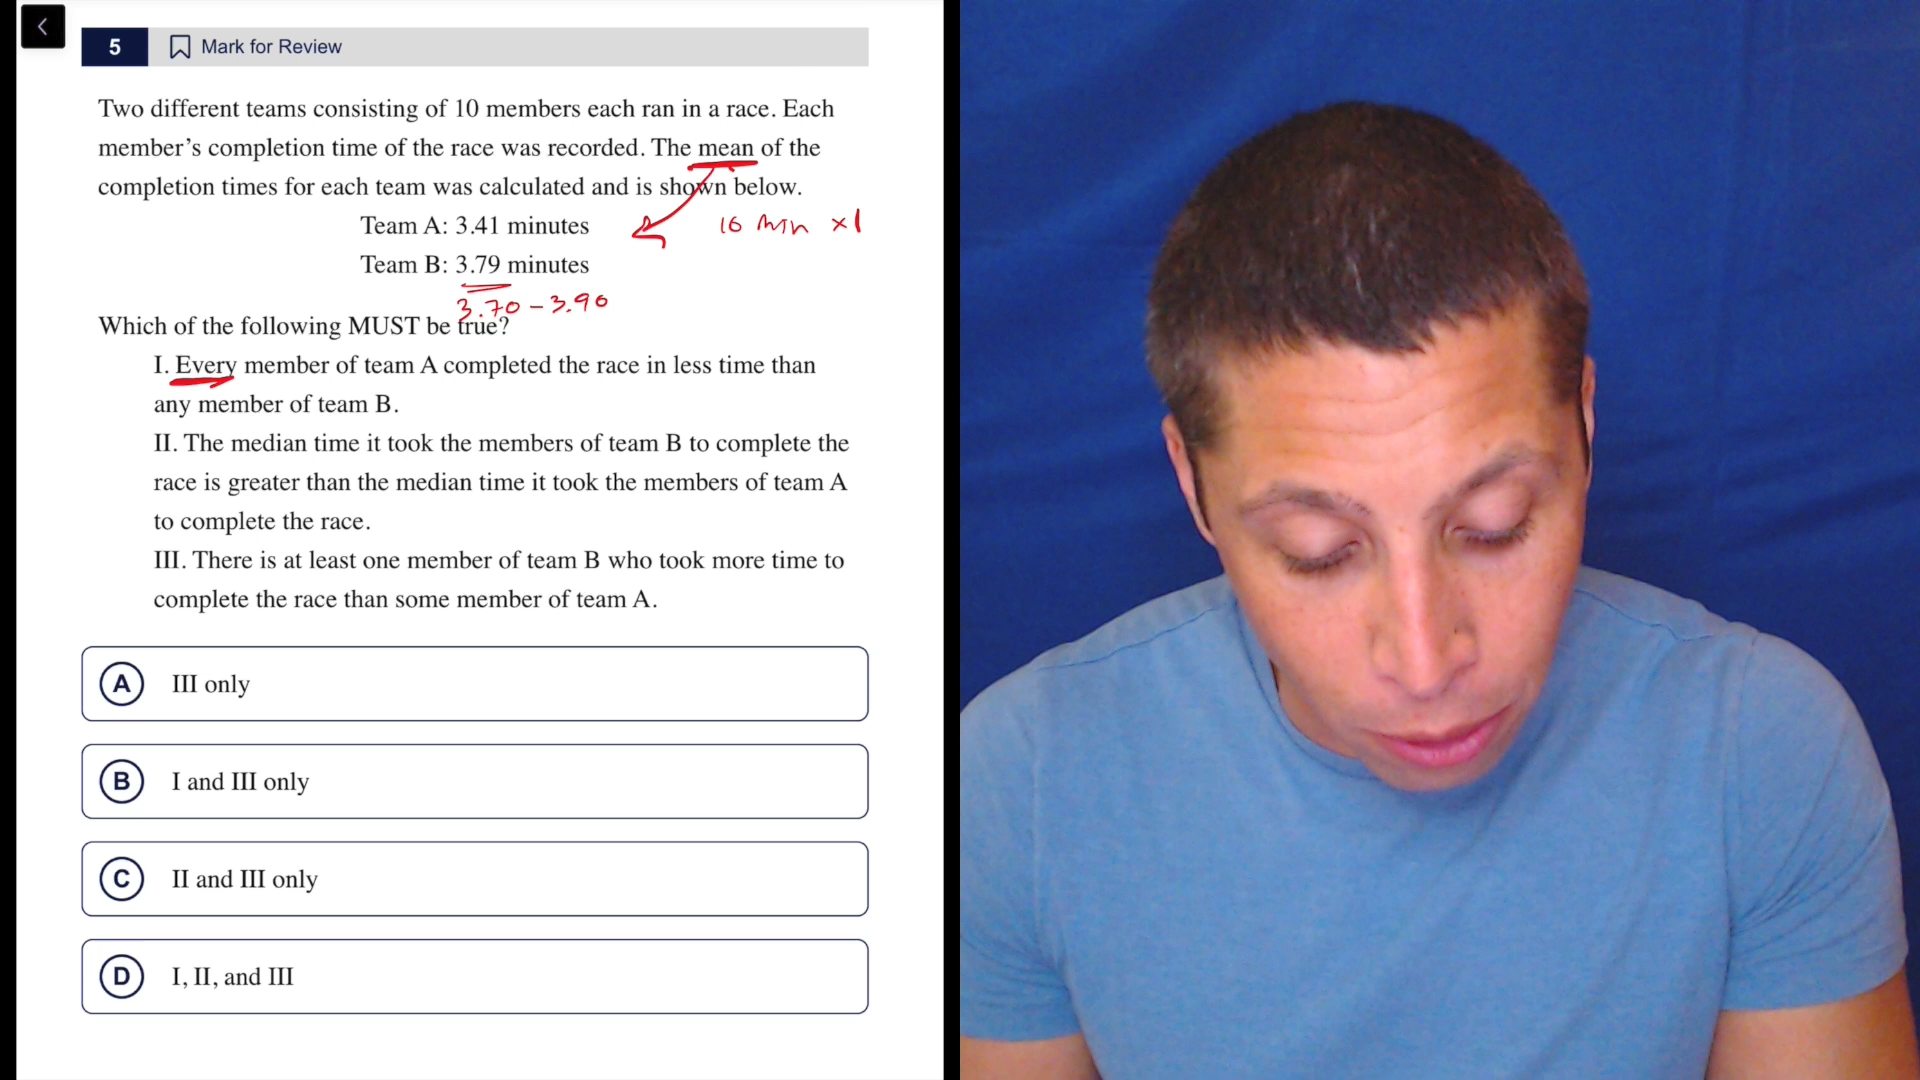 5 Mark for Review
Two different teams consisting of 10 members each ran in a race. Each
member’s completion time of the race was recorded. The mean of the
completion times for each team was calculated and is shown below.
Team A: 3.41 minutes
10 min x1
Team B: 3.79 minutes
3.70 - 3.90
Which of the following MUST be true?
I. Every member of team A completed the race in less time than
any member of team B.
II. The median time it took the members of team B to complete the
race is greater than the median time it took the members of team A
to complete the race.
III. There is at least one member of team B who took more time to
complete the race than some member of team A.
A III only
B I and III only
C II and III only
D I, II, and III